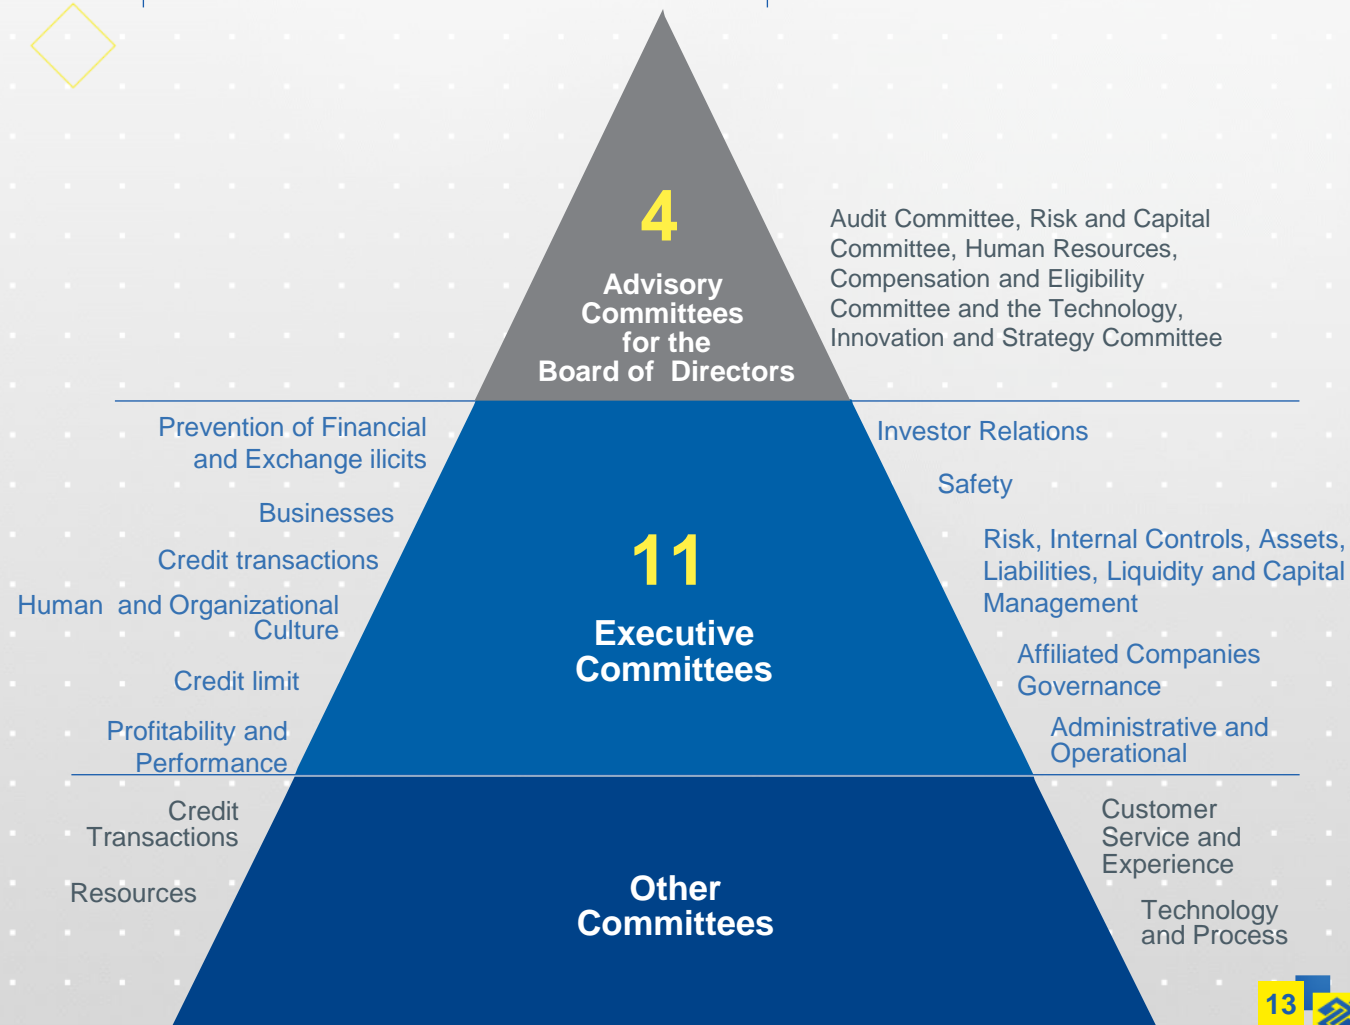 4
Advisory
Committees
for the
Board of Directors
Audit Committee, Risk and Capital
Committee, Human Resources,
Compensation and Eligibility
Committee and the Technology,
Innovation and Strategy Committee
Prevention of Financial
and Exchange ilicits
Businesses
Credit transactions
Human and Organizational
Culture
Credit limit
Profitability and
Performance
11
Executive
Committees
Investor Relations
Safety
Risk, Internal Controls, Assets,
Liabilities, Liquidity and Capital
Management
Affiliated Companies
Governance
Administrative and
Operational
Credit
Transactions
Resources
Other
Committees
Customer
Service and
Experience
Technology
and Process
13